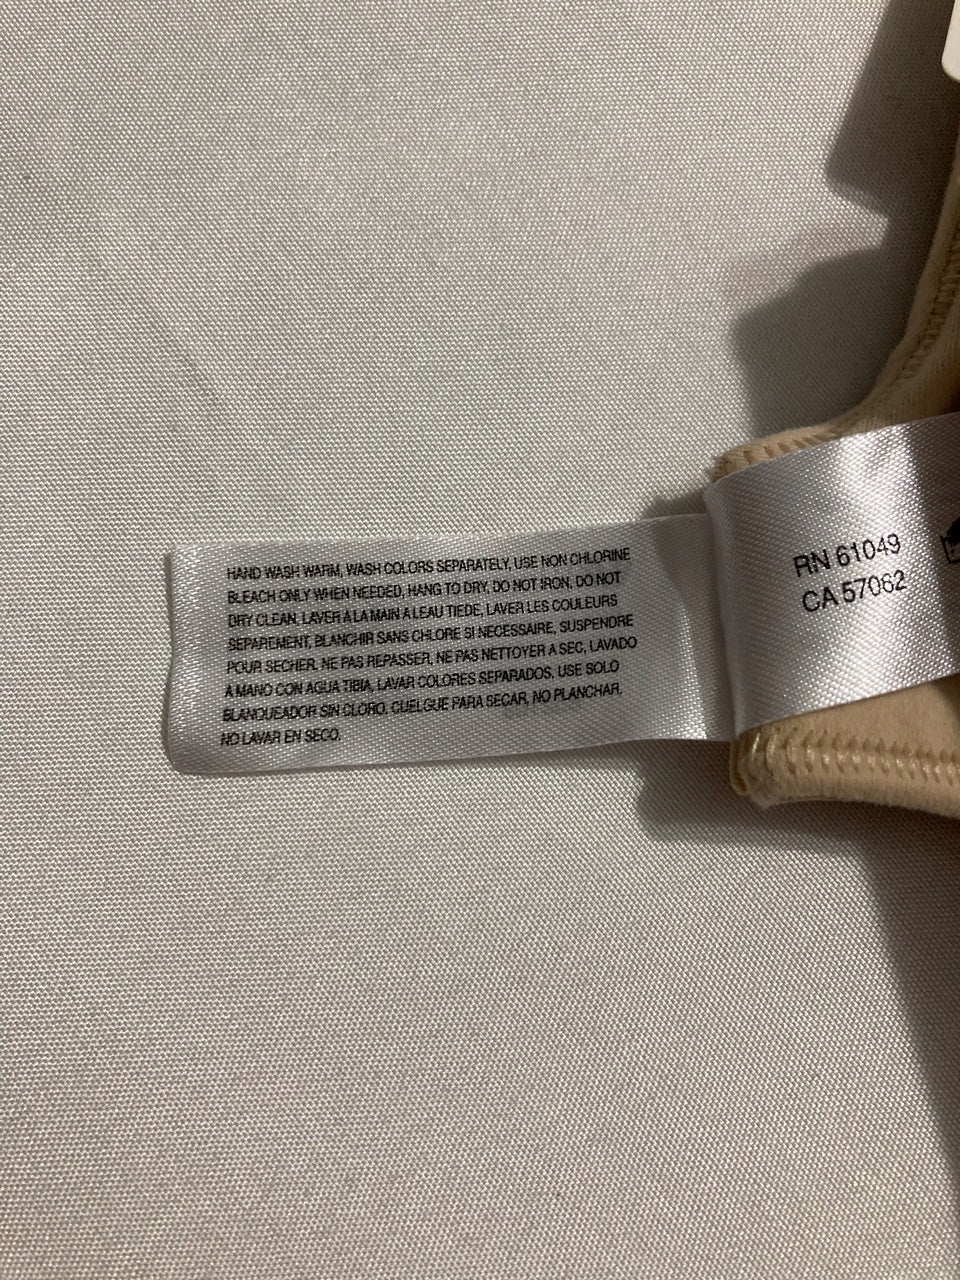 HAND WASH WARM, WASH COLORS SEPARATELY, USE NON CHLORINE
BLEACH ONLY WHEN NEEDED, HANG TO DRY, DO NOT IRON, DO NOT
DRY CLEAN, LAVER A LA MAIN A LEAU TIEDE, LAVER LES COULEURS
SEPAREMENT, BLANCHIR SANS CHLORE SI NECESSAIRE, SUSPENDRE
POUR SECHER, NE PAS REPASSER, NE PAS NETTOYER A SEC, LAVADO
A MANO CON AGUA TIBIA, LAVAR COLORES SEPARADOS, USE SOLO
BLANQUEADOR SIN CLORO, CUELGUE PARA SECAR, NO PLANCHAR,
NO LAVAR EN SECO.
RN 61049
CA 57062